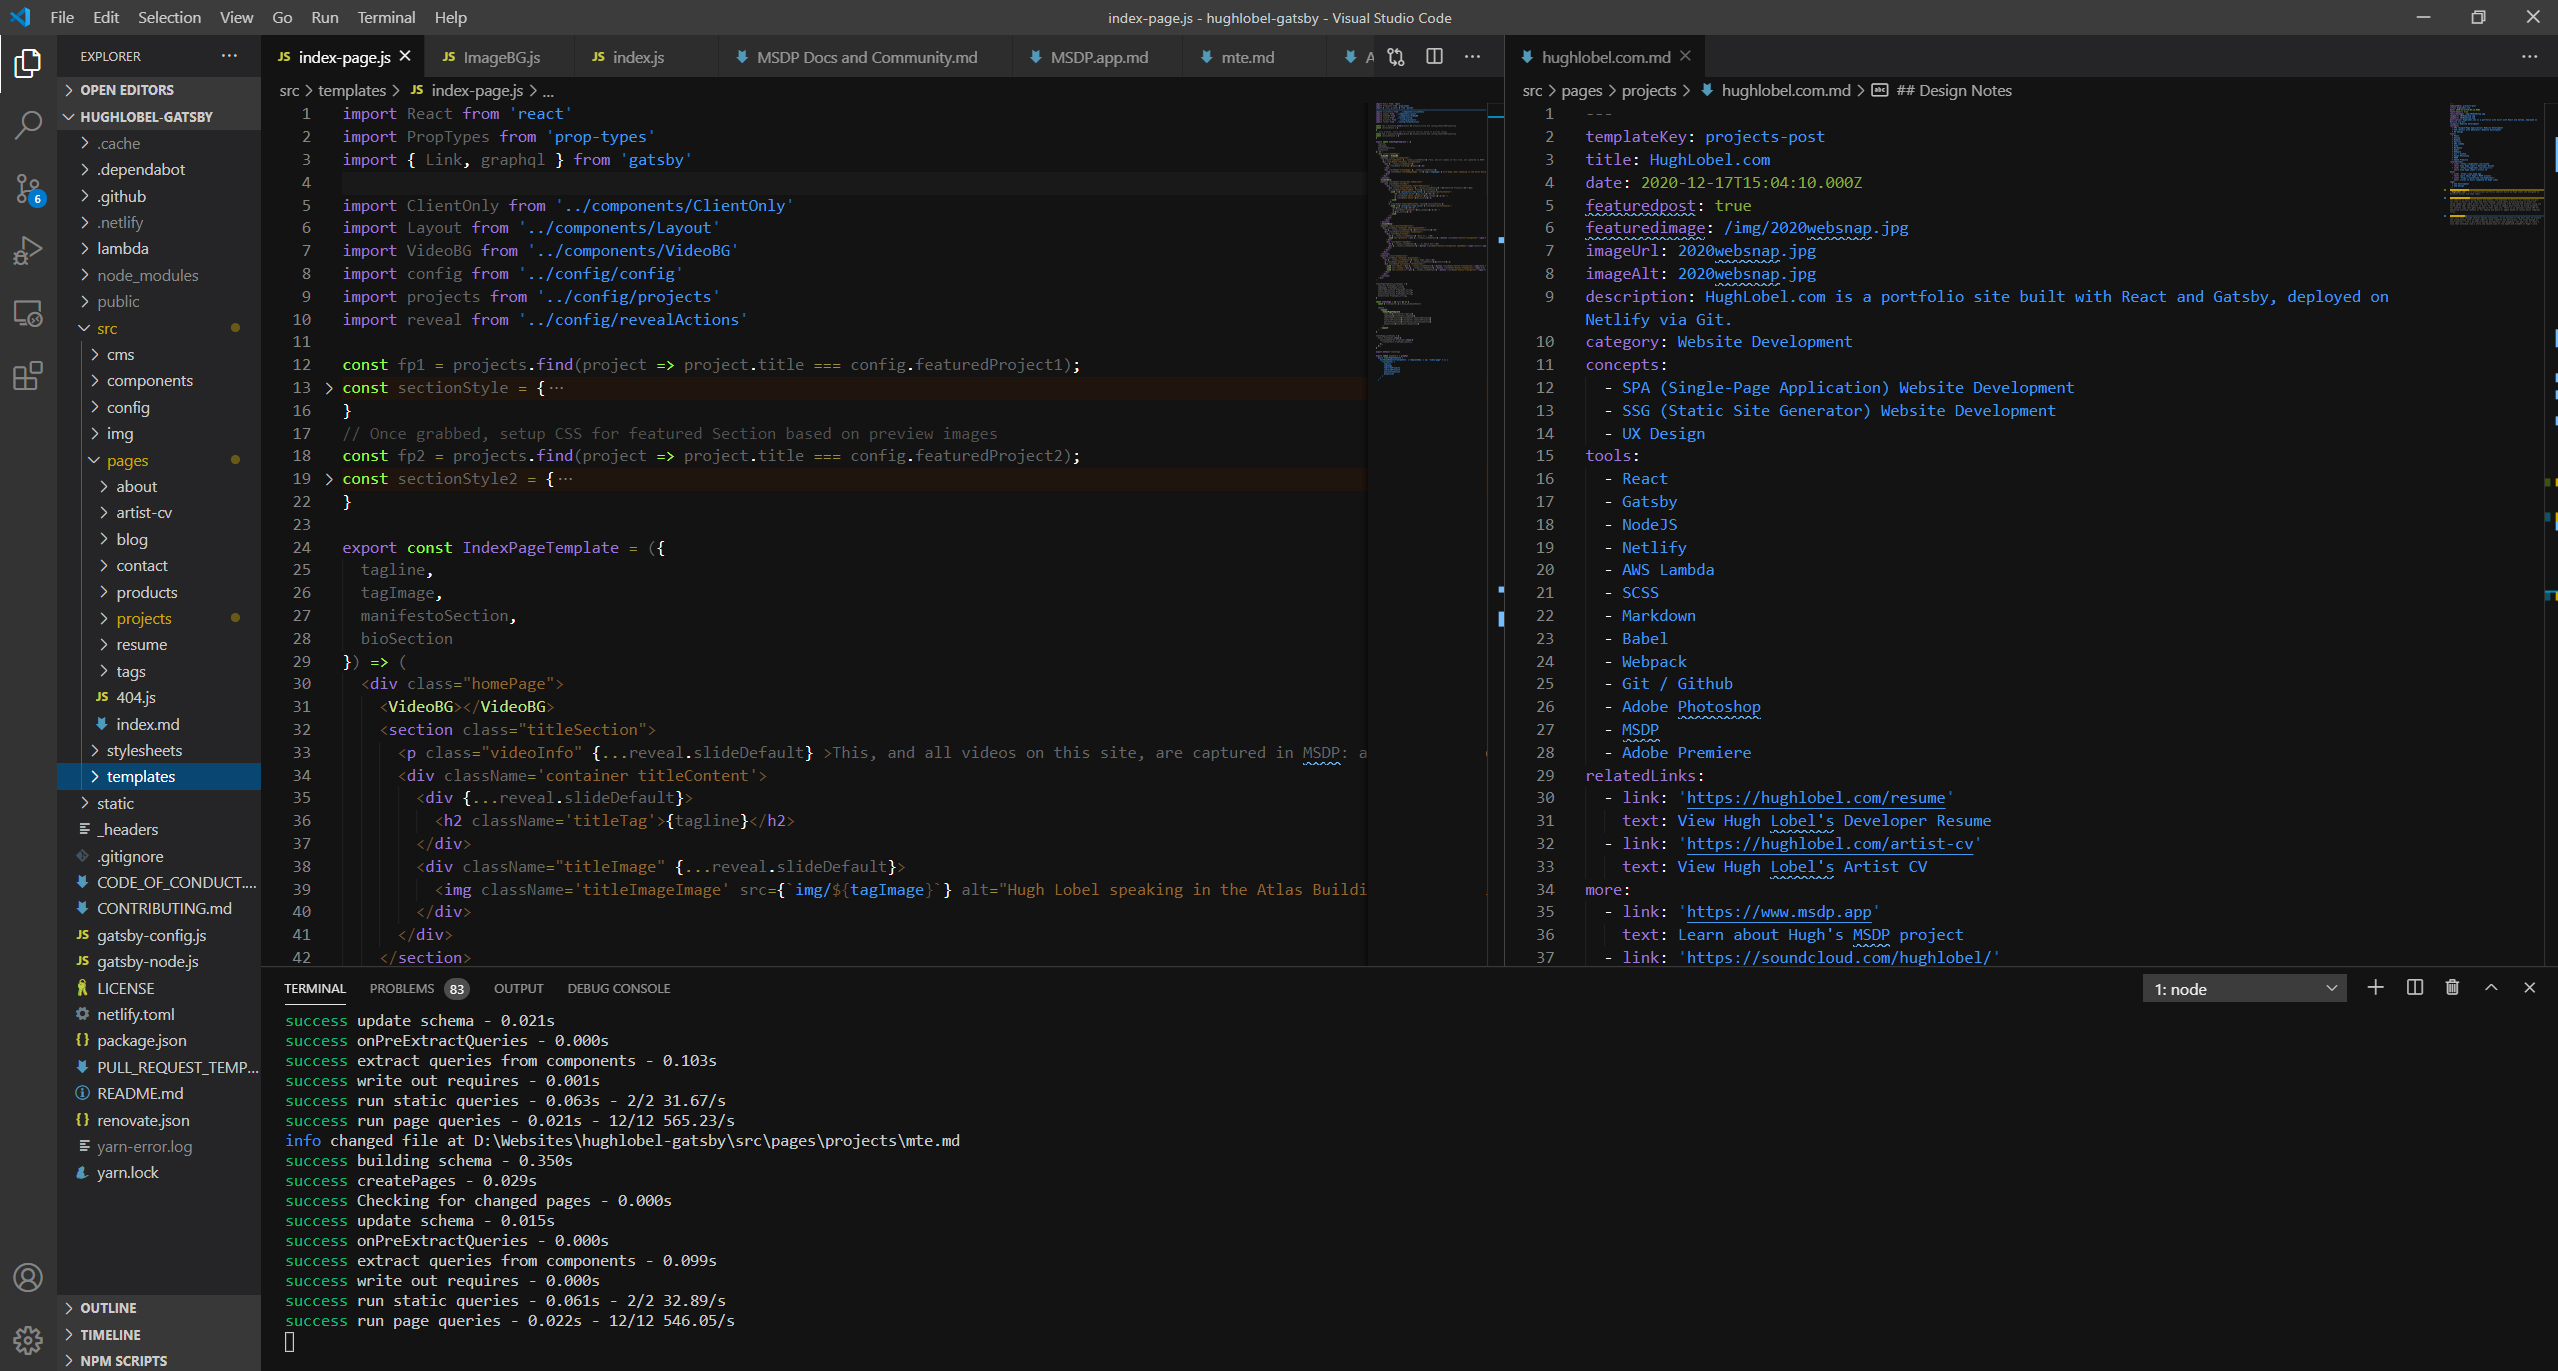 File Edit Selection View Go Run Terminal Help
index-page.js - hughlobel-gatsby - Visual Studio Code
EXPLORER
OPEN EDITORS
HUGHLOBEL-GATSBY
.cache
.dependabot
.github
.netlify
lambda
node_modules
public
src
cms
components
config
img
pages
about
artist-cv
blog
contact
products
projects
resume
tags
JS 404.js
index.md
stylesheets
templates
static
_headers
.gitignore
CODE_OF_CONDUCT....
CONTRIBUTING.md
JS gatsby-config.js
JS gatsby-node.js
LICENSE
netlify.toml
{} package.json
PULL_REQUEST_TEMP...
README.md
{} renovate.json
yarn-error.log
yarn.lock
OUTLINE
TIMELINE
NPM SCRIPTS
6
JS index-page.js JS ImageBG.js JS index.js MSDP Docs and Community.md MSDP.app.md mte.md A
src > templates > JS index-page.js > ...
1 import React from 'react'
2 import PropTypes from 'prop-types'
3 import { Link, graphql } from 'gatsby'
4
5 import ClientOnly from '../components/ClientOnly'
6 import Layout from '../components/Layout'
7 import VideoBG from '../components/VideoBG'
8 import config from '../config/config'
9 import projects from '../config/projects'
10 import reveal from '../config/revealActions'
11
12 const fp1 = projects.find(project => project.title === config.featuredProject1);
13 const sectionStyle = {···
16 }
17 // Once grabbed, setup CSS for featured Section based on preview images
18 const fp2 = projects.find(project => project.title === config.featuredProject2);
19 const sectionStyle2 = {···
22 }
23
24 export const IndexPageTemplate = ({
25 tagline,
26 tagImage,
27 manifestoSection,
28 bioSection
29 }) => (
30 <div class="homePage">
31 <VideoBG></VideoBG>
32 <section class="titleSection">
33 <p class="videoInfo" {...reveal.slideDefault} >This, and all videos on this site, are captured in MSDP: a
34 <div className='container titleContent'>
35 <div {...reveal.slideDefault}>
36 <h2 className='titleTag'>{tagline}</h2>
37 </div>
38 <div className="titleImage" {...reveal.slideDefault}>
39 <img className='titleImageImage' src={`img/${tagImage}`} alt="Hugh Lobel speaking in the Atlas Buildi
40 </div>
41 </div>
42 </section>
hughlobel.com.md
src > pages > projects > hughlobel.com.md > ## Design Notes
1 ---
2 templateKey: projects-post
3 title: HughLobel.com
4 date: 2020-12-17T15:04:10.000Z
5 featuredpost: true
6 featuredimage: /img/2020websnap.jpg
7 imageUrl: 2020websnap.jpg
8 imageAlt: 2020websnap.jpg
9 description: HughLobel.com is a portfolio site built with React and Gatsby, deployed on
Netlify via Git.
10 category: Website Development
11 concepts:
12 - SPA (Single-Page Application) Website Development
13 - SSG (Static Site Generator) Website Development
14 - UX Design
15 tools:
16 - React
17 - Gatsby
18 - NodeJS
19 - Netlify
20 - AWS Lambda
21 - SCSS
22 - Markdown
23 - Babel
24 - Webpack
25 - Git / Github
26 - Adobe Photoshop
27 - MSDP
28 - Adobe Premiere
29 relatedLinks:
30 - link: 'https://hughlobel.com/resume'
31 text: View Hugh Lobel's Developer Resume
32 - link: 'https://hughlobel.com/artist-cv'
33 text: View Hugh Lobel's Artist CV
34 more:
35 - link: 'https://www.msdp.app'
36 text: Learn about Hugh's MSDP project
37 - link: 'https://soundcloud.com/hughlobel/'
TERMINAL PROBLEMS 83 OUTPUT DEBUG CONSOLE
1: node
success update schema - 0.021s
success onPreExtractQueries - 0.000s
success extract queries from components - 0.103s
success write out requires - 0.001s
success run static queries - 0.063s - 2/2 31.67/s
success run page queries - 0.021s - 12/12 565.23/s
info changed file at D:\Websites\hughlobel-gatsby\src\pages\projects\mte.md
success building schema - 0.350s
success createPages - 0.029s
success Checking for changed pages - 0.000s
success update schema - 0.015s
success onPreExtractQueries - 0.000s
success extract queries from components - 0.099s
success write out requires - 0.000s
success run static queries - 0.061s - 2/2 32.89/s
success run page queries - 0.022s - 12/12 546.05/s